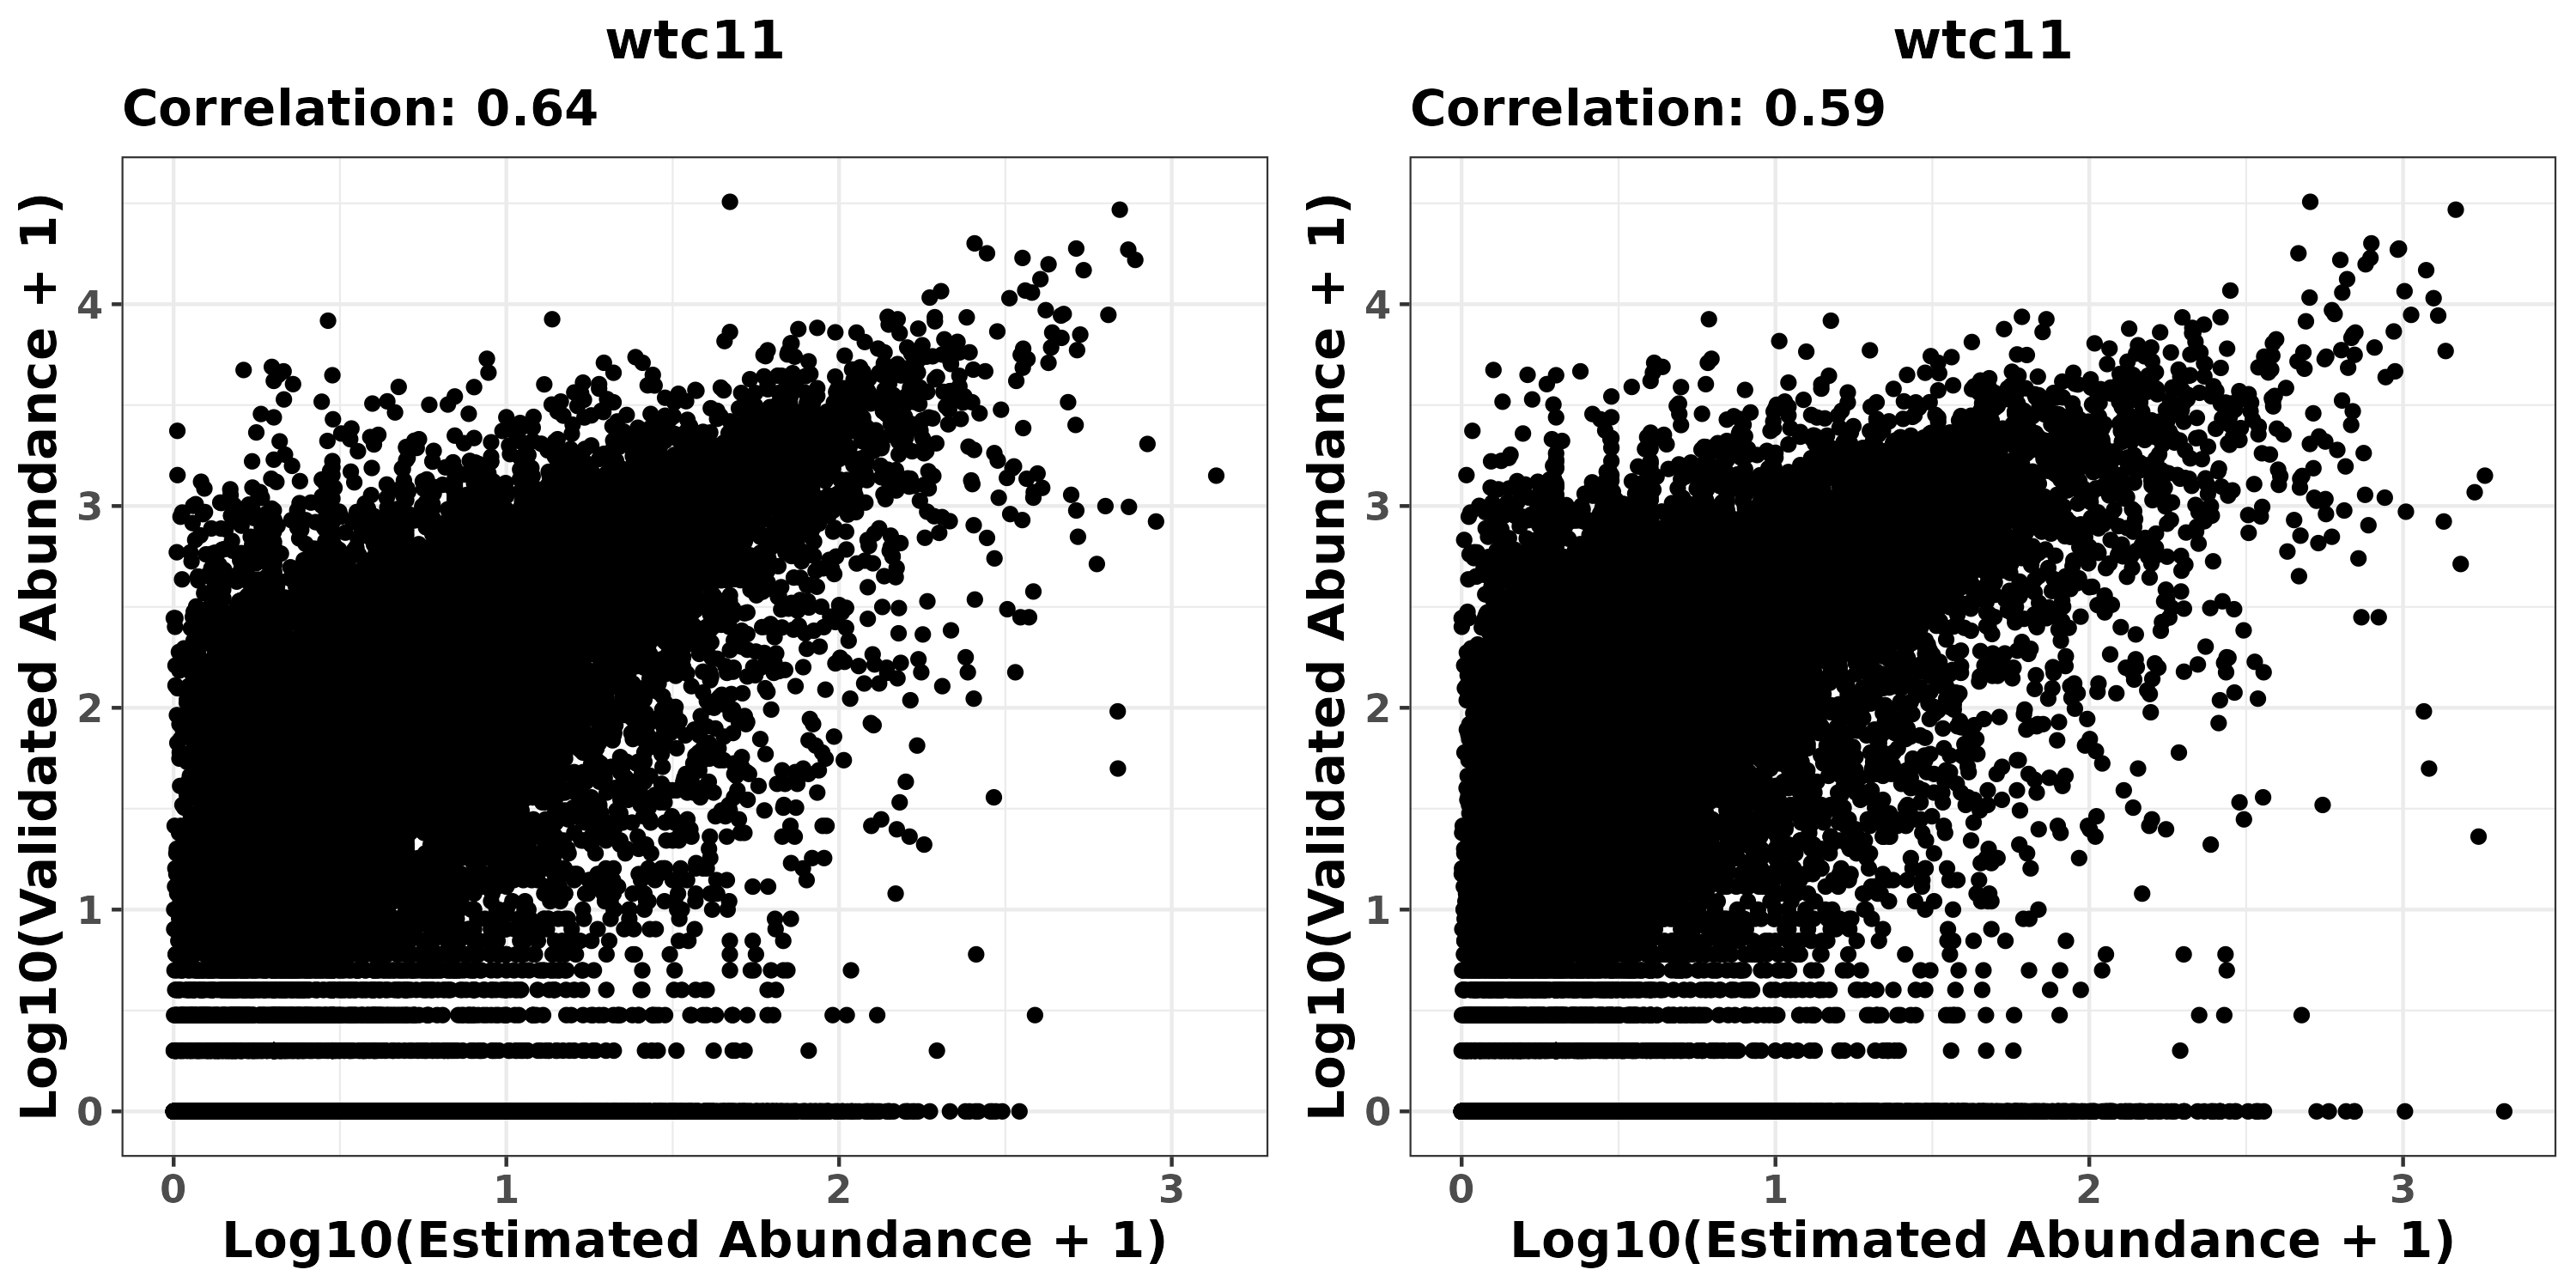 wtc11
Correlation: 0.64
Log10(Validated Abundance + 1)
4
3
2
1
0
0 1 2 3
Log10(Estimated Abundance + 1)
wtc11
Correlation: 0.59
Log10(Validated Abundance + 1)
4
3
2
1
0
0 1 2 3
Log10(Estimated Abundance + 1)